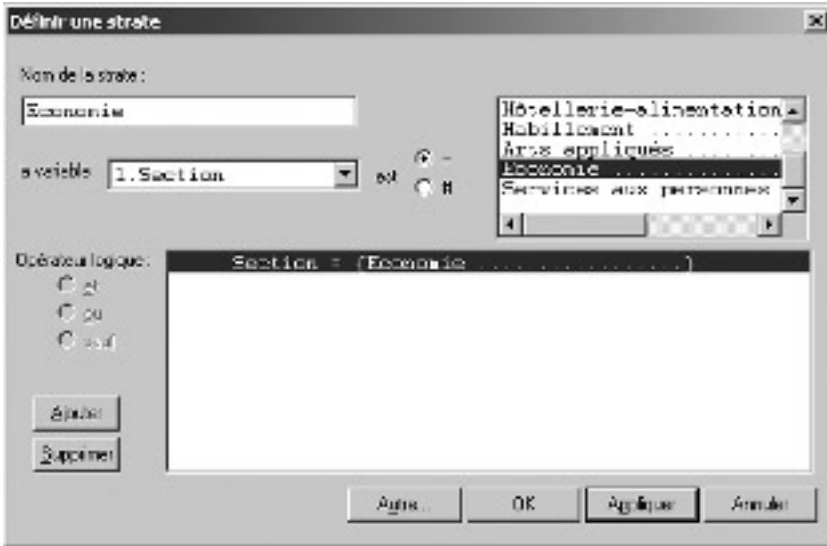 Définir une strate
Nom de la strate :
Economie
Hôtellerie-alimentation
Habillement ..........
Arts appliqués .......
Economie .............
Services aux personnes
a variable 1.Section est =
Opérateur logique :
Section = {Economie .................}
et
ou
sauf
Ajouter
Supprimer
Autre... OK Appliquer Annuler